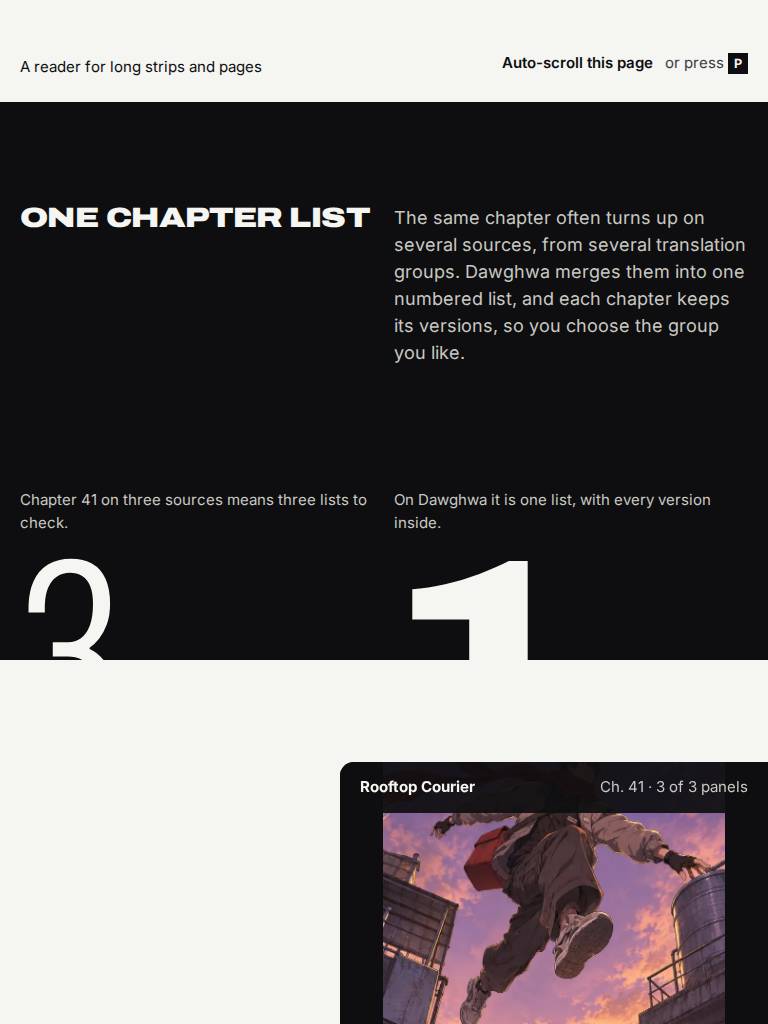 A reader for long strips and pages
Auto-scroll this page or press P
ONE CHAPTER LIST
The same chapter often turns up on
several sources, from several translation
groups. Dawghwa merges them into one
numbered list, and each chapter keeps
its versions, so you choose the group
you like.
Chapter 41 on three sources means three lists to
check.
3
On Dawghwa it is one list, with every version
inside.
1
Rooftop Courier
Ch. 41 · 3 of 3 panels